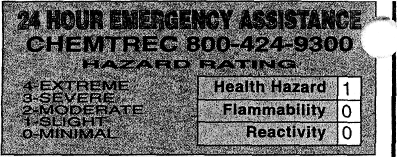 24 HOUR EMERGENCY ASSISTANCE
CHEMTREC 800-424-9300
HAZARD RATING
4-EXTREME
3-SEVERE
2-MODERATE
1-SLIGHT
0-MINIMAL
Health Hazard 1
Flammability 0
Reactivity 0